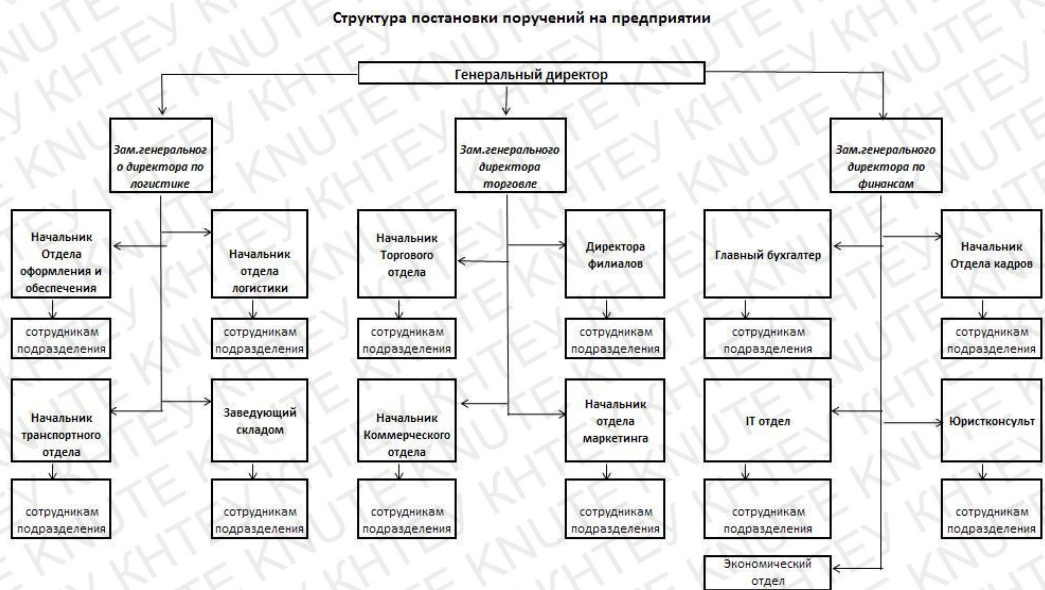 Структура постановки поручений на предприятии
Генеральный директор
Зам.генеральног
о директора по
логистике
Зам.генерального
директора
торговле
Зам.генерального
директора по
финансам
Начальник
Отдела
оформления и
обеспечения
Начальник
отдела
логистики
Начальник
Торгового
отдела
Директора
филиалов
Главный бухгалтер
Начальник
Отдела кадров
сотрудникам
подразделения
сотрудникам
подразделения
сотрудникам
подразделения
сотрудникам
подразделения
сотрудникам
подразделения
сотрудникам
подразделения
Начальник
транспортного
отдела
Заведующий
складом
Начальник
Коммерческого
отдела
Начальник
отдела
маркетинга
IT отдел
Юристконсульт
сотрудникам
подразделения
сотрудникам
подразделения
сотрудникам
подразделения
сотрудникам
подразделения
сотрудникам
подразделения
сотрудникам
подразделения
Экономический
отдел